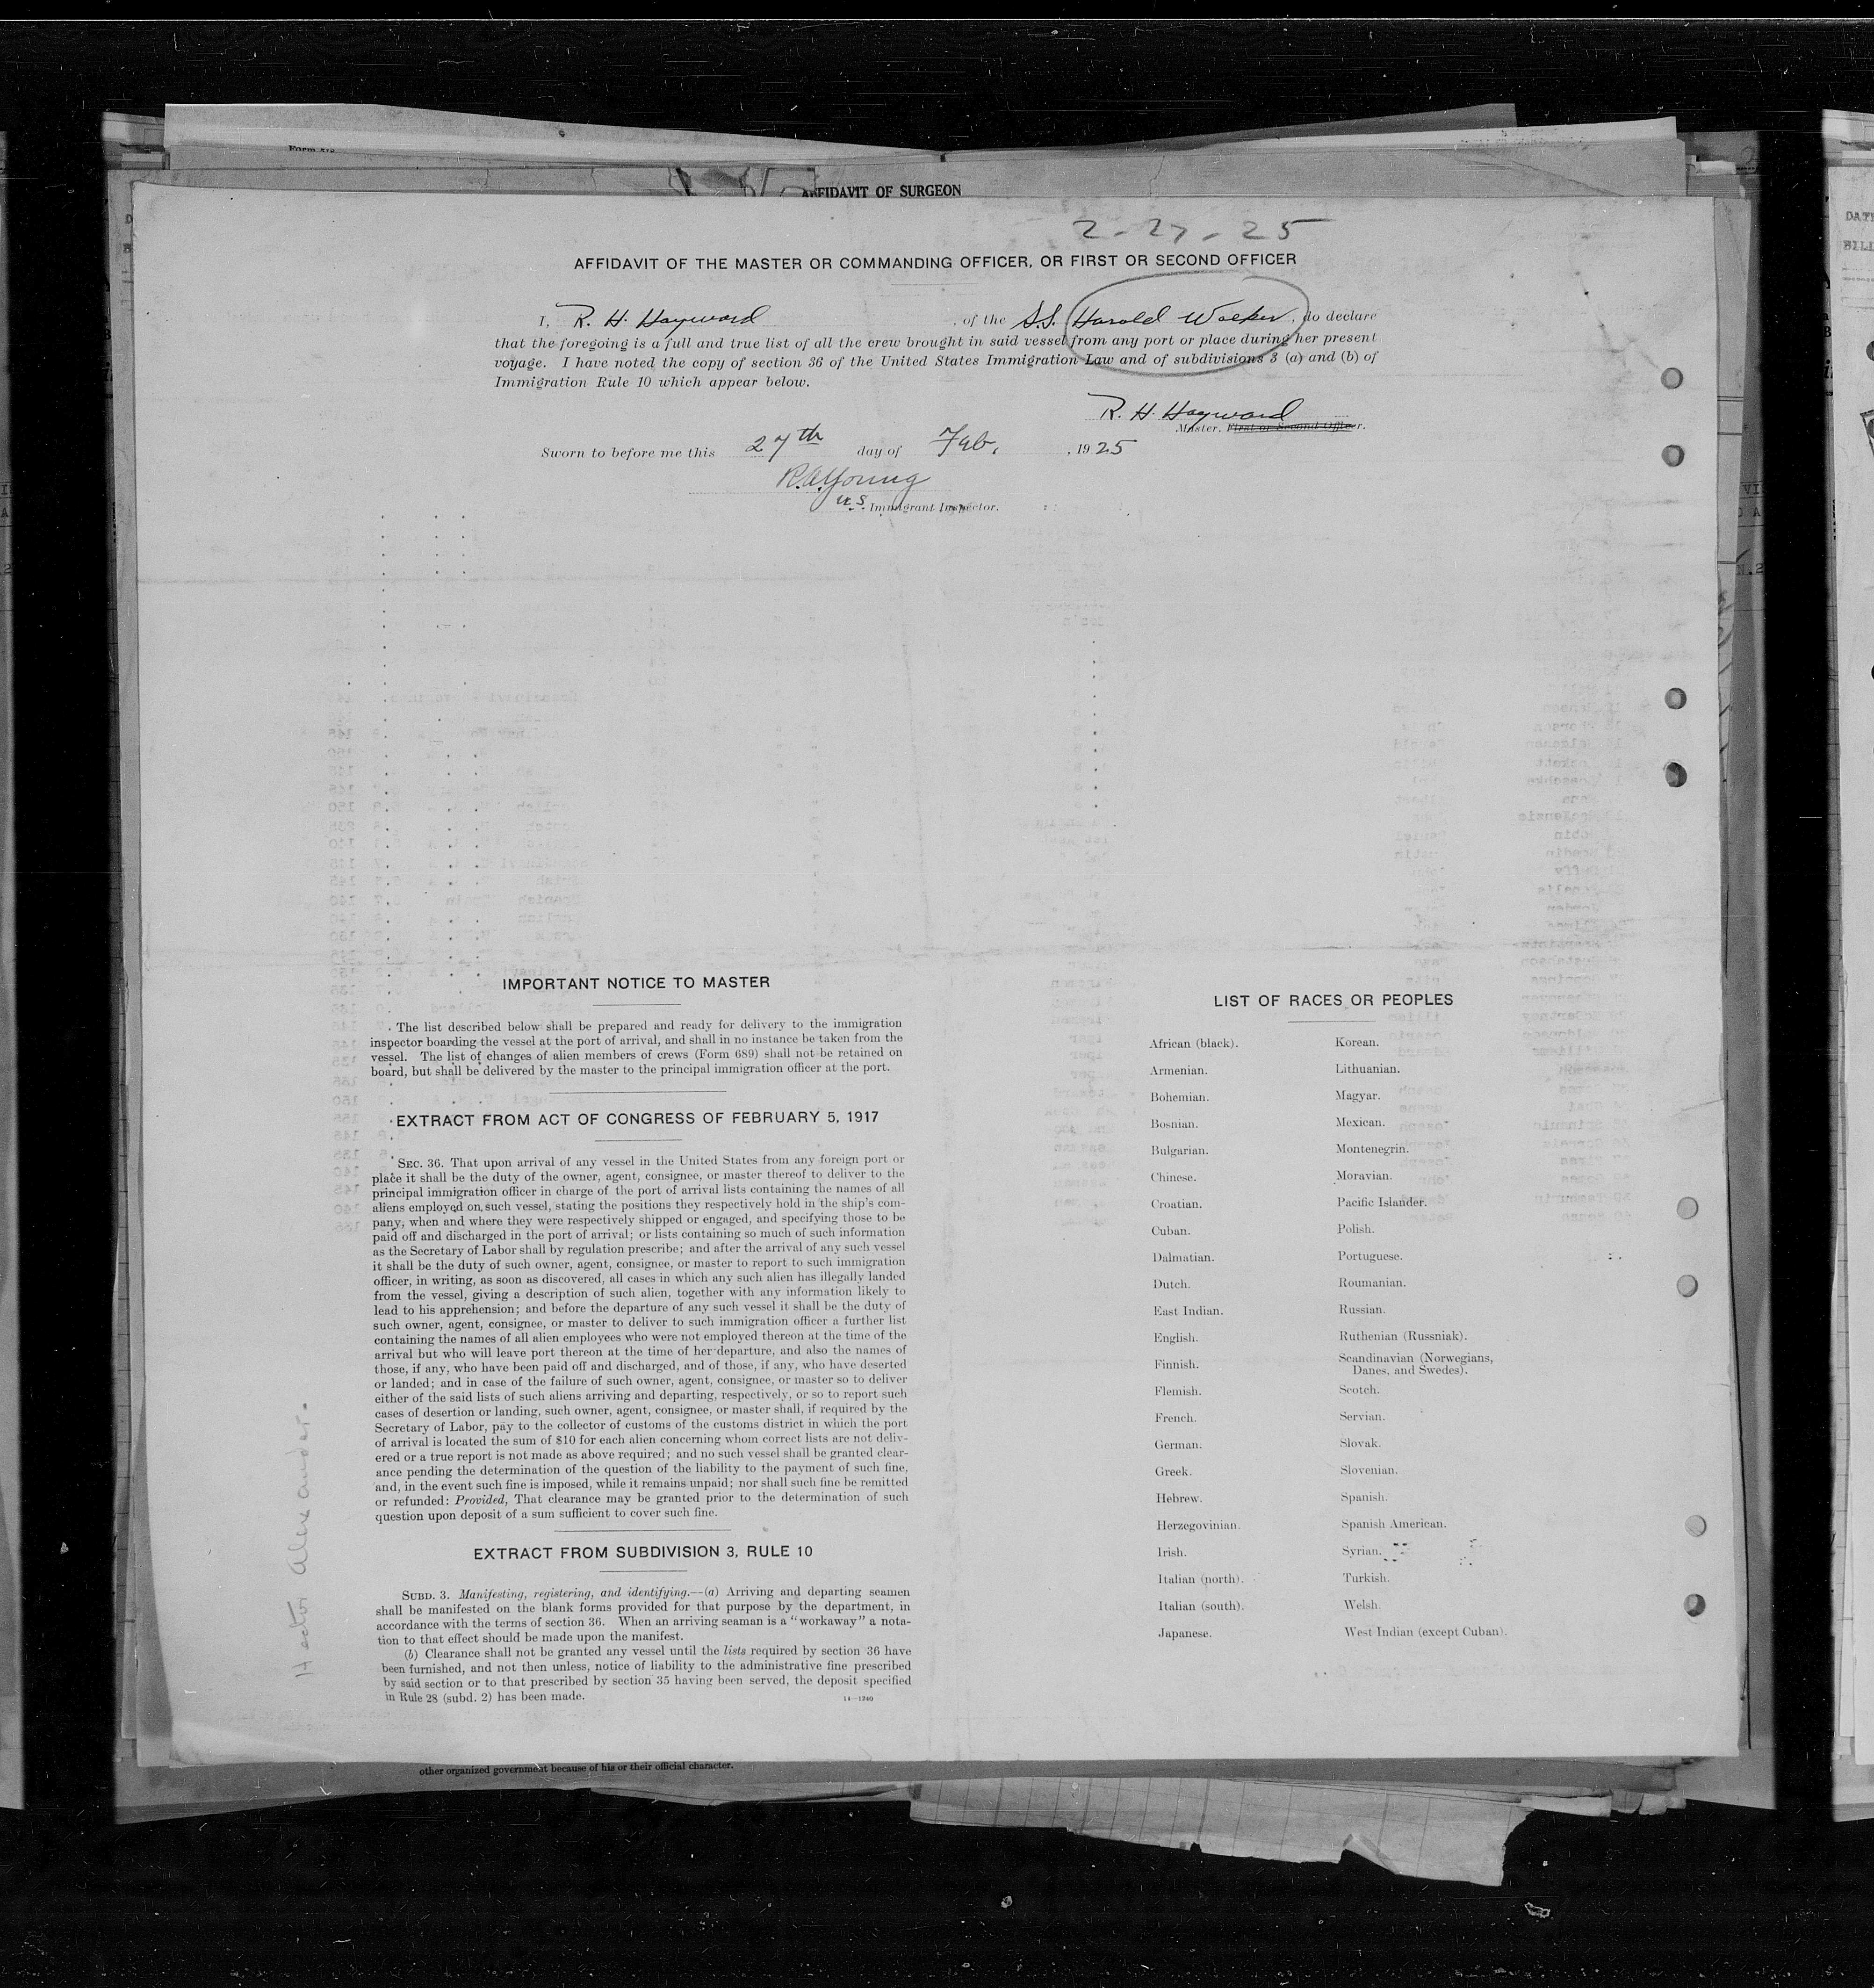 AFFIDAVIT OF SURGEON
2-27-25
AFFIDAVIT OF THE MASTER OR COMMANDING OFFICER, OR FIRST OR SECOND OFFICER
I, R. H. Hayward, of the S.S. Harold Walker, do declare
that the foregoing is a full and true list of all the crew brought in said vessel from any port or place during her present
voyage. I have noted the copy of section 36 of the United States Immigration Law and of subdivisions 3 (a) and (b) of
Immigration Rule 10 which appear below.
R. H. Hayward
Master, First or Second Officer.
Sworn to before me this 27th day of Feb., 1925
R.A. Young
U.S. Immigrant Inspector.
IMPORTANT NOTICE TO MASTER
The list described below shall be prepared and ready for delivery to the immigration
inspector boarding the vessel at the port of arrival, and shall in no instance be taken from the
vessel. The list of changes of alien members of crews (Form 689) shall not be retained on
board, but shall be delivered by the master to the principal immigration officer at the port.
EXTRACT FROM ACT OF CONGRESS OF FEBRUARY 5, 1917
SEC. 36. That upon arrival of any vessel in the United States from any foreign port or
place it shall be the duty of the owner, agent, consignee, or master thereof to deliver to the
principal immigration officer in charge of the port of arrival lists containing the names of all
aliens employed on such vessel, stating the positions they respectively hold in the ship's com-
pany, when and where they were respectively shipped or engaged, and specifying those to be
paid off and discharged in the port of arrival; or lists containing so much of such information
as the Secretary of Labor shall by regulation prescribe; and after the arrival of any such vessel
it shall be the duty of such owner, agent, consignee, or master to report to such immigration
officer, in writing, as soon as discovered, all cases in which any such alien has illegally landed
from the vessel, giving a description of such alien, together with any information likely to
lead to his apprehension; and before the departure of any such vessel it shall be the duty of
such owner, agent, consignee, or master to deliver to such immigration officer a further list
containing the names of all alien employees who were not employed thereon at the time of the
arrival but who will leave port thereon at the time of her departure, and also the names of
those, if any, who have been paid off and discharged, and of those, if any, who have deserted
or landed; and in case of the failure of such owner, agent, consignee, or master so to deliver
either of the said lists of such aliens arriving and departing, respectively, or so to report such
cases of desertion or landing, such owner, agent, consignee, or master shall, if required by the
Secretary of Labor, pay to the collector of customs of the customs district in which the port
of arrival is located the sum of $10 for each alien concerning whom correct lists are not deliv-
ered or a true report is not made as above required; and no such vessel shall be granted clear-
ance pending the determination of the question of the liability to the payment of such fine,
and, in the event such fine is imposed, while it remains unpaid; nor shall such fine be remitted
or refunded: Provided, That clearance may be granted prior to the determination of such
question upon deposit of a sum sufficient to cover such fine.
EXTRACT FROM SUBDIVISION 3, RULE 10
SUBD. 3. Manifesting, registering, and identifying.—(a) Arriving and departing seamen
shall be manifested on the blank forms provided for that purpose by the department, in
accordance with the terms of section 36. When an arriving seaman is a "workaway" a nota-
tion to that effect should be made upon the manifest.
(b) Clearance shall not be granted any vessel until the lists required by section 36 have
been furnished, and not then unless, notice of liability to the administrative fine prescribed
by said section or to that prescribed by section 35 having been served, the deposit specified
in Rule 28 (subd. 2) has been made.
14—1240
Hector Alexander.
LIST OF RACES OR PEOPLES
African (black).
Armenian.
Bohemian.
Bosnian.
Bulgarian.
Chinese.
Croatian.
Cuban.
Dalmatian.
Dutch.
East Indian.
English.
Finnish.
Flemish.
French.
German.
Greek.
Hebrew.
Herzegovinian.
Irish.
Italian (north).
Italian (south).
Japanese.
Korean.
Lithuanian.
Magyar.
Mexican.
Montenegrin.
Moravian.
Pacific Islander.
Polish.
Portuguese.
Roumanian.
Russian.
Ruthenian (Russniak).
Scandinavian (Norwegians,
Danes, and Swedes).
Scotch.
Servian.
Slovak.
Slovenian.
Spanish.
Spanish American.
Syrian.
Turkish.
Welsh.
West Indian (except Cuban).
other organized government because of his or their official character.